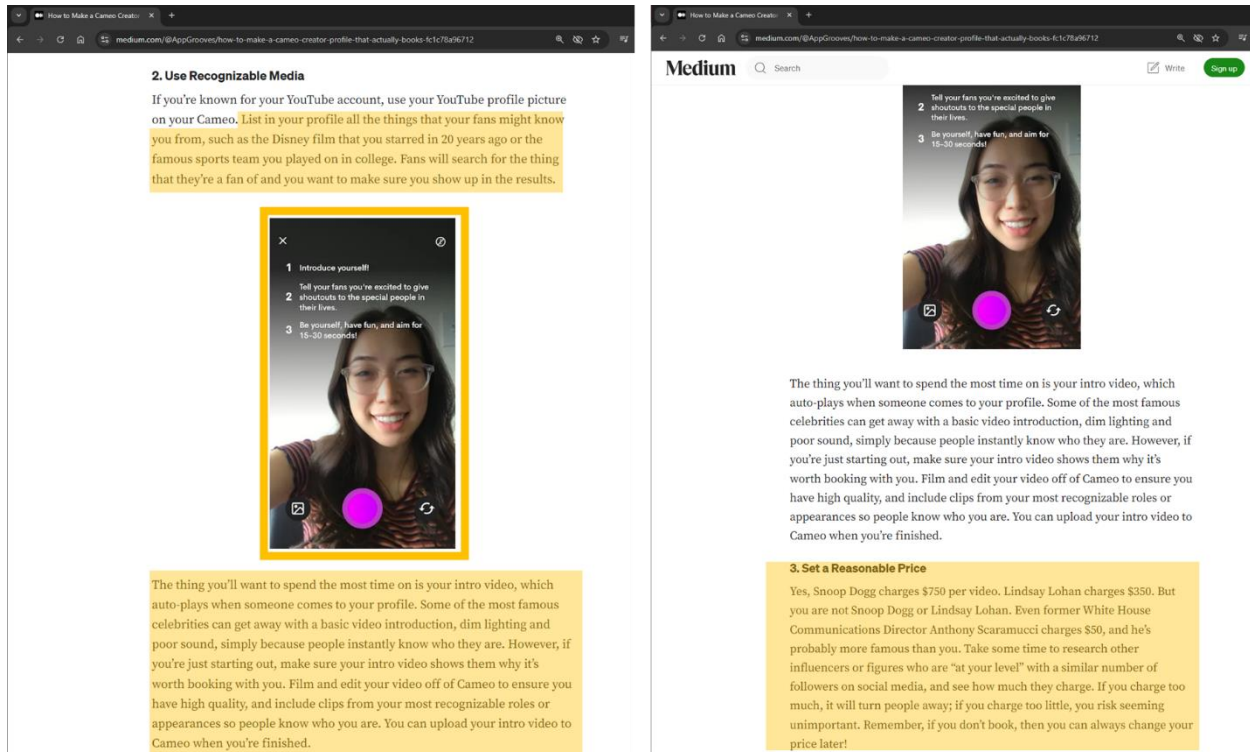 How to Make a Cameo Creator
medium.com/@AppGrooves/how-to-make-a-cameo-creator-profile-that-actually-books-fc1c78a96712
2. Use Recognizable Media
If you're known for your YouTube account, use your YouTube profile picture
on your Cameo. List in your profile all the things that your fans might know
you from, such as the Disney film that you starred in 20 years ago or the
famous sports team you played on in college. Fans will search for the thing
that they're a fan of and you want to make sure you show up in the results.
1 Introduce yourself!
Tell your fans you're excited to give
2 shoutouts to the special people in
their lives.
3 Be yourself, have fun, and aim for
15-30 seconds!
The thing you'll want to spend the most time on is your intro video, which
auto-plays when someone comes to your profile. Some of the most famous
celebrities can get away with a basic video introduction, dim lighting and
poor sound, simply because people instantly know who they are. However, if
you're just starting out, make sure your intro video shows them why it's
worth booking with you. Film and edit your video off of Cameo to ensure you
have high quality, and include clips from your most recognizable roles or
appearances so people know who you are. You can upload your intro video to
Cameo when you're finished.
How to Make a Cameo Creator
medium.com/@AppGrooves/how-to-make-a-cameo-creator-profile-that-actually-books-fc1c78a96712
Medium Search Write Sign up
Tell your fans you're excited to give
2 shoutouts to the special people in
their lives.
3 Be yourself, have fun, and aim for
15-30 seconds!
The thing you'll want to spend the most time on is your intro video, which
auto-plays when someone comes to your profile. Some of the most famous
celebrities can get away with a basic video introduction, dim lighting and
poor sound, simply because people instantly know who they are. However, if
you're just starting out, make sure your intro video shows them why it's
worth booking with you. Film and edit your video off of Cameo to ensure you
have high quality, and include clips from your most recognizable roles or
appearances so people know who you are. You can upload your intro video to
Cameo when you're finished.
3. Set a Reasonable Price
Yes, Snoop Dogg charges $750 per video. Lindsay Lohan charges $350. But
you are not Snoop Dogg or Lindsay Lohan. Even former White House
Communications Director Anthony Scaramucci charges $50, and he's
probably more famous than you. Take some time to research other
influencers or figures who are "at your level" with a similar number of
followers on social media, and see how much they charge. If you charge too
much, it will turn people away; if you charge too little, you risk seeming
unimportant. Remember, if you don't book, then you can always change your
price later!